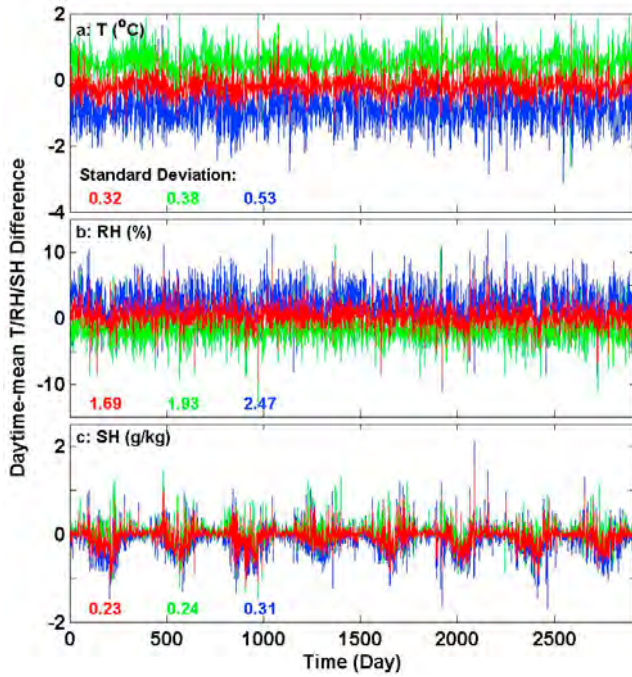 a: T (°C)
2
0
-2
-4
Standard Deviation:
0.32 0.38 0.53
b: RH (%)
10
0
-10
1.69 1.93 2.47
c: SH (g/kg)
2
0
-2
0.23 0.24 0.31
0 500 1000 1500 2000 2500
Time (Day)
Daytime-mean T/RH/SH Difference